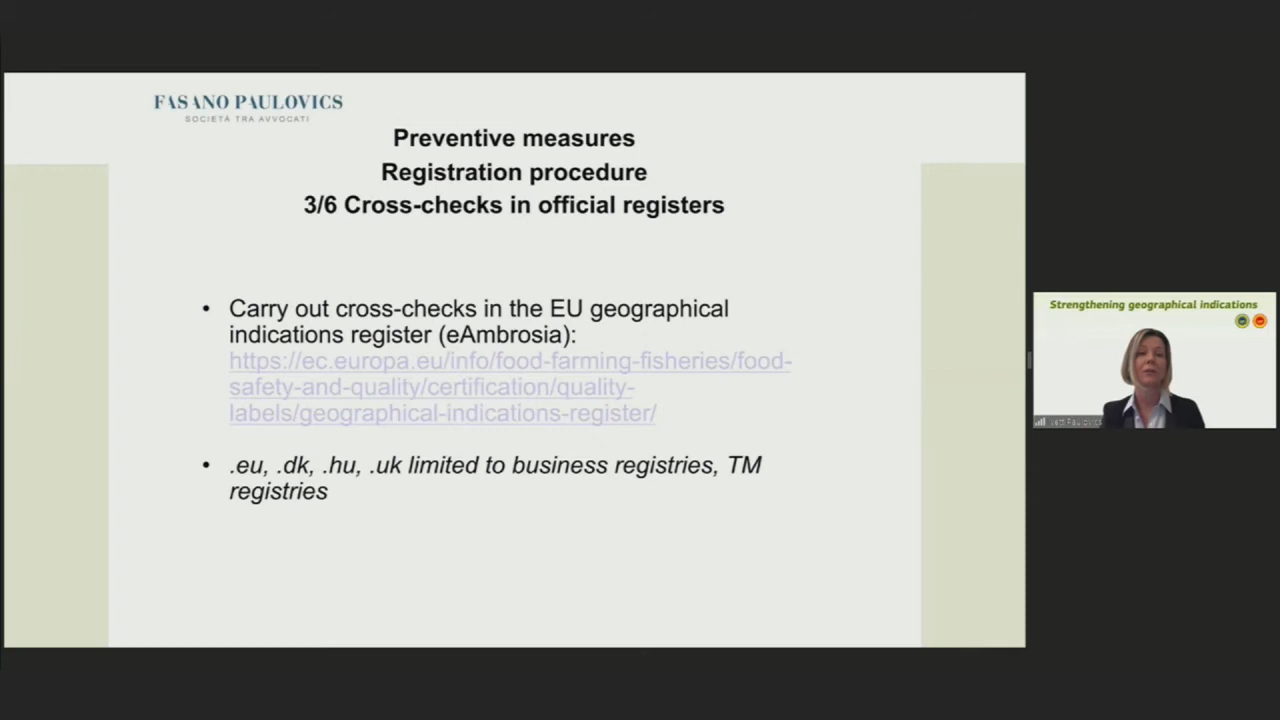 FASANO PAULOVICS
SOCIETÀ TRA AVVOCATI
Preventive measures
Registration procedure
3/6 Cross-checks in official registers
• Carry out cross-checks in the EU geographical
indications register (eAmbrosia):
https://ec.europa.eu/info/food-farming-fisheries/food-
safety-and-quality/certification/quality-
labels/geographical-indications-register/
• .eu, .dk, .hu, .uk limited to business registries, TM
registries
Strengthening geographical indications
Paulovics